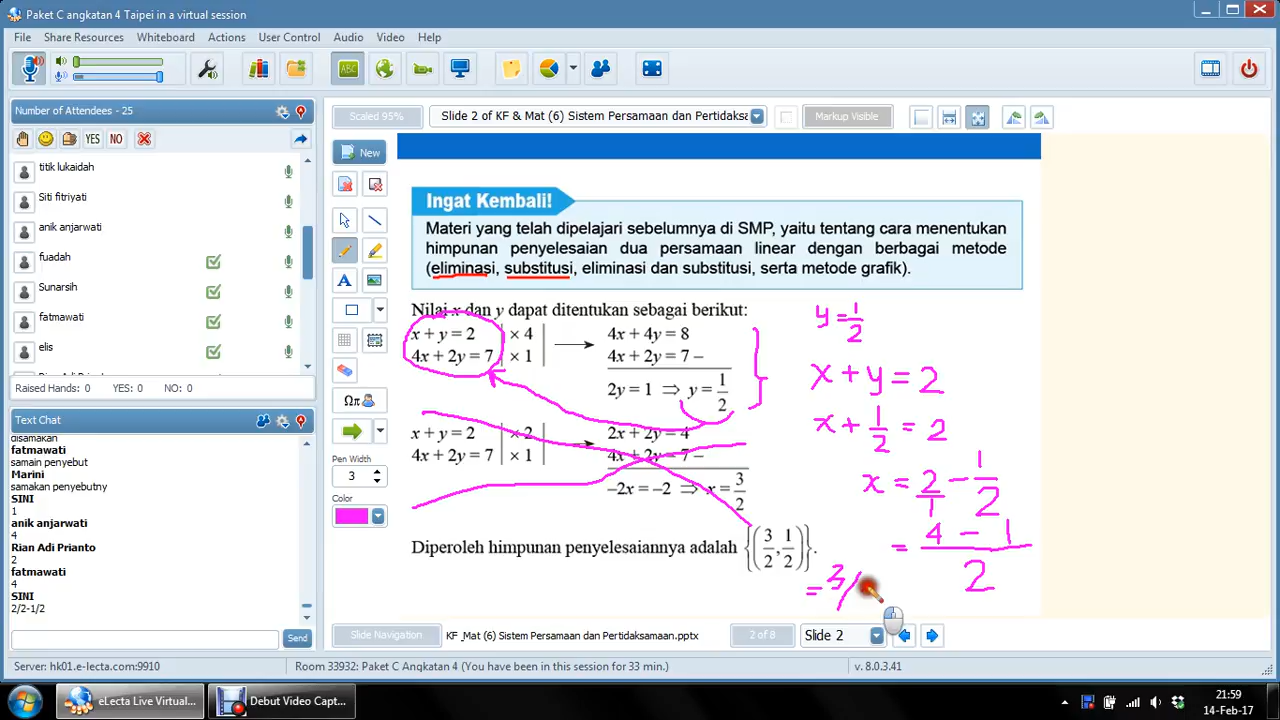 Paket C angkatan 4 Taipei in a virtual session
File Share Resources Whiteboard Actions User Control Audio Video Help
Number of Attendees - 25
YES NO
titik lukaidah
Siti fitriyati
anik anjarwati
fuadah
Sunarsih
fatmawati
elis
Raised Hands: 0 YES: 0 NO: 0
Text Chat
disamakan
fatmawati
samain penyebut
Marini
samakan penyebutny
SINI
1
anik anjarwati
Rian Adi Prianto
2
fatmawati
4
SINI
2/2-1/2
Send
Scaled 95%
Slide 2 of KF & Mat (6) Sistem Persamaan dan Pertidaksa
Markup Visible
New
ABC
A
Ωπ
Pen Width
3
Color
Ingat Kembali!
Materi yang telah dipelajari sebelumnya di SMP, yaitu tentang cara menentukan
himpunan penyelesaian dua persamaan linear dengan berbagai metode
(eliminasi, substitusi, eliminasi dan substitusi, serta metode grafik).
Nilai x dan y dapat ditentukan sebagai berikut:
x + y = 2 | × 4 | → 4x + 4y = 8
4x + 2y = 7 | × 1 | 4x + 2y = 7 –
2y = 1 ⇒ y = 1/2
x + y = 2 | × 2 | → 2x + 2y = 4
4x + 2y = 7 | × 1 | 4x + 2y = 7 –
–2x = –2 ⇒ x = 3/2
Diperoleh himpunan penyelesaiannya adalah {(3/2, 1/2)}.
y = 1/2
x + y = 2
x + 1/2 = 2
x = 2/1 - 1/2
= 4 - 1 / 2
= 3/
Slide Navigation
KF_Mat (6) Sistem Persamaan dan Pertidaksamaan.pptx
2 of 8
Slide 2
Server: hk01.e-lecta.com:9910
Room 33932: Paket C Angkatan 4 (You have been in this session for 33 min.)
v. 8.0.3.41
eLecta Live Virtual...
Debut Video Capt...
21:59
14-Feb-17